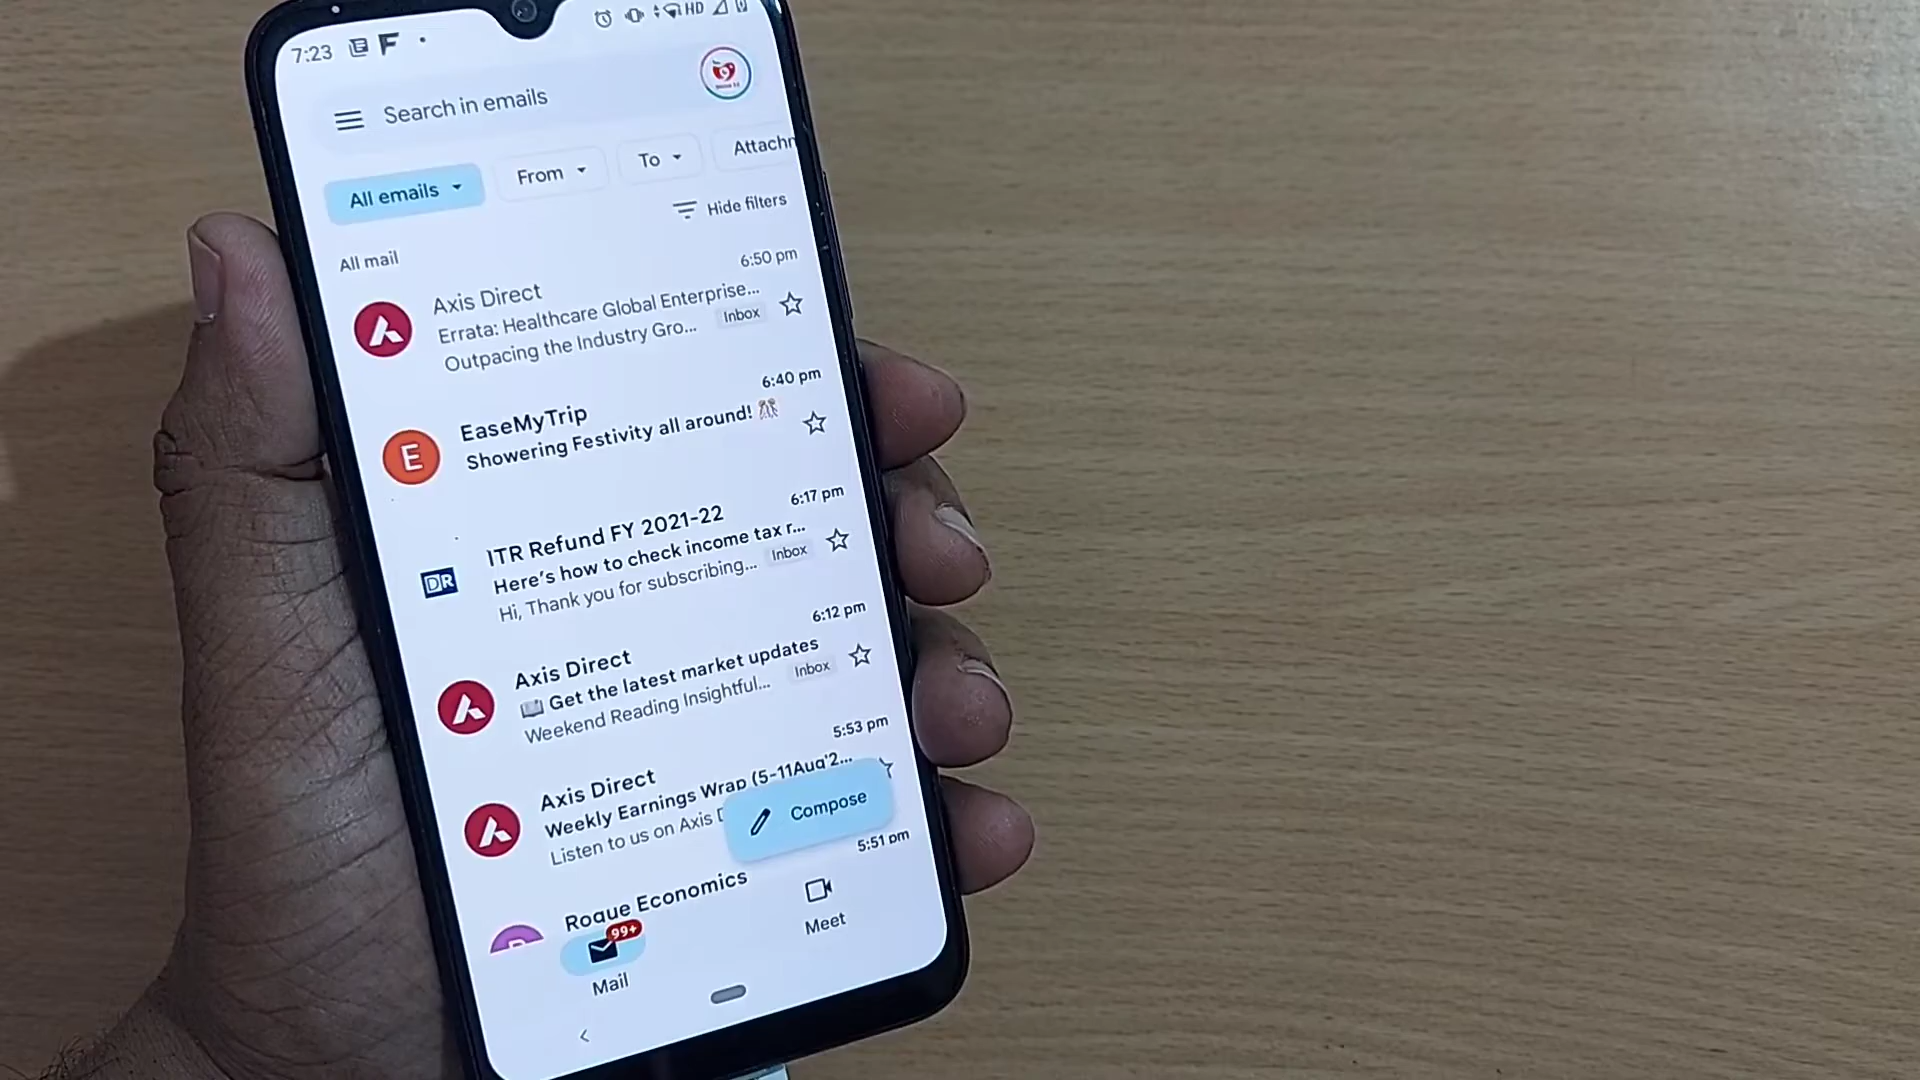 7:23 F HD
Search in emails
All emails From To Attachm
Hide filters
All mail
6:50 pm
Axis Direct
Errata: Healthcare Global Enterprise...
Outpacing the Industry Gro... Inbox
6:40 pm
EaseMyTrip
E
Showering Festivity all around!
6:17 pm
ITR Refund FY 2021-22
DR
Here's how to check income tax r...
Hi, Thank you for subscribing... Inbox
6:12 pm
Axis Direct
Get the latest market updates
Weekend Reading Insightful... Inbox
5:53 pm
Axis Direct
Weekly Earnings Wrap (5-11Aug'2...
Listen to us on Axis D
Compose
5:51 pm
Rogue Economics
99+
Mail
Meet